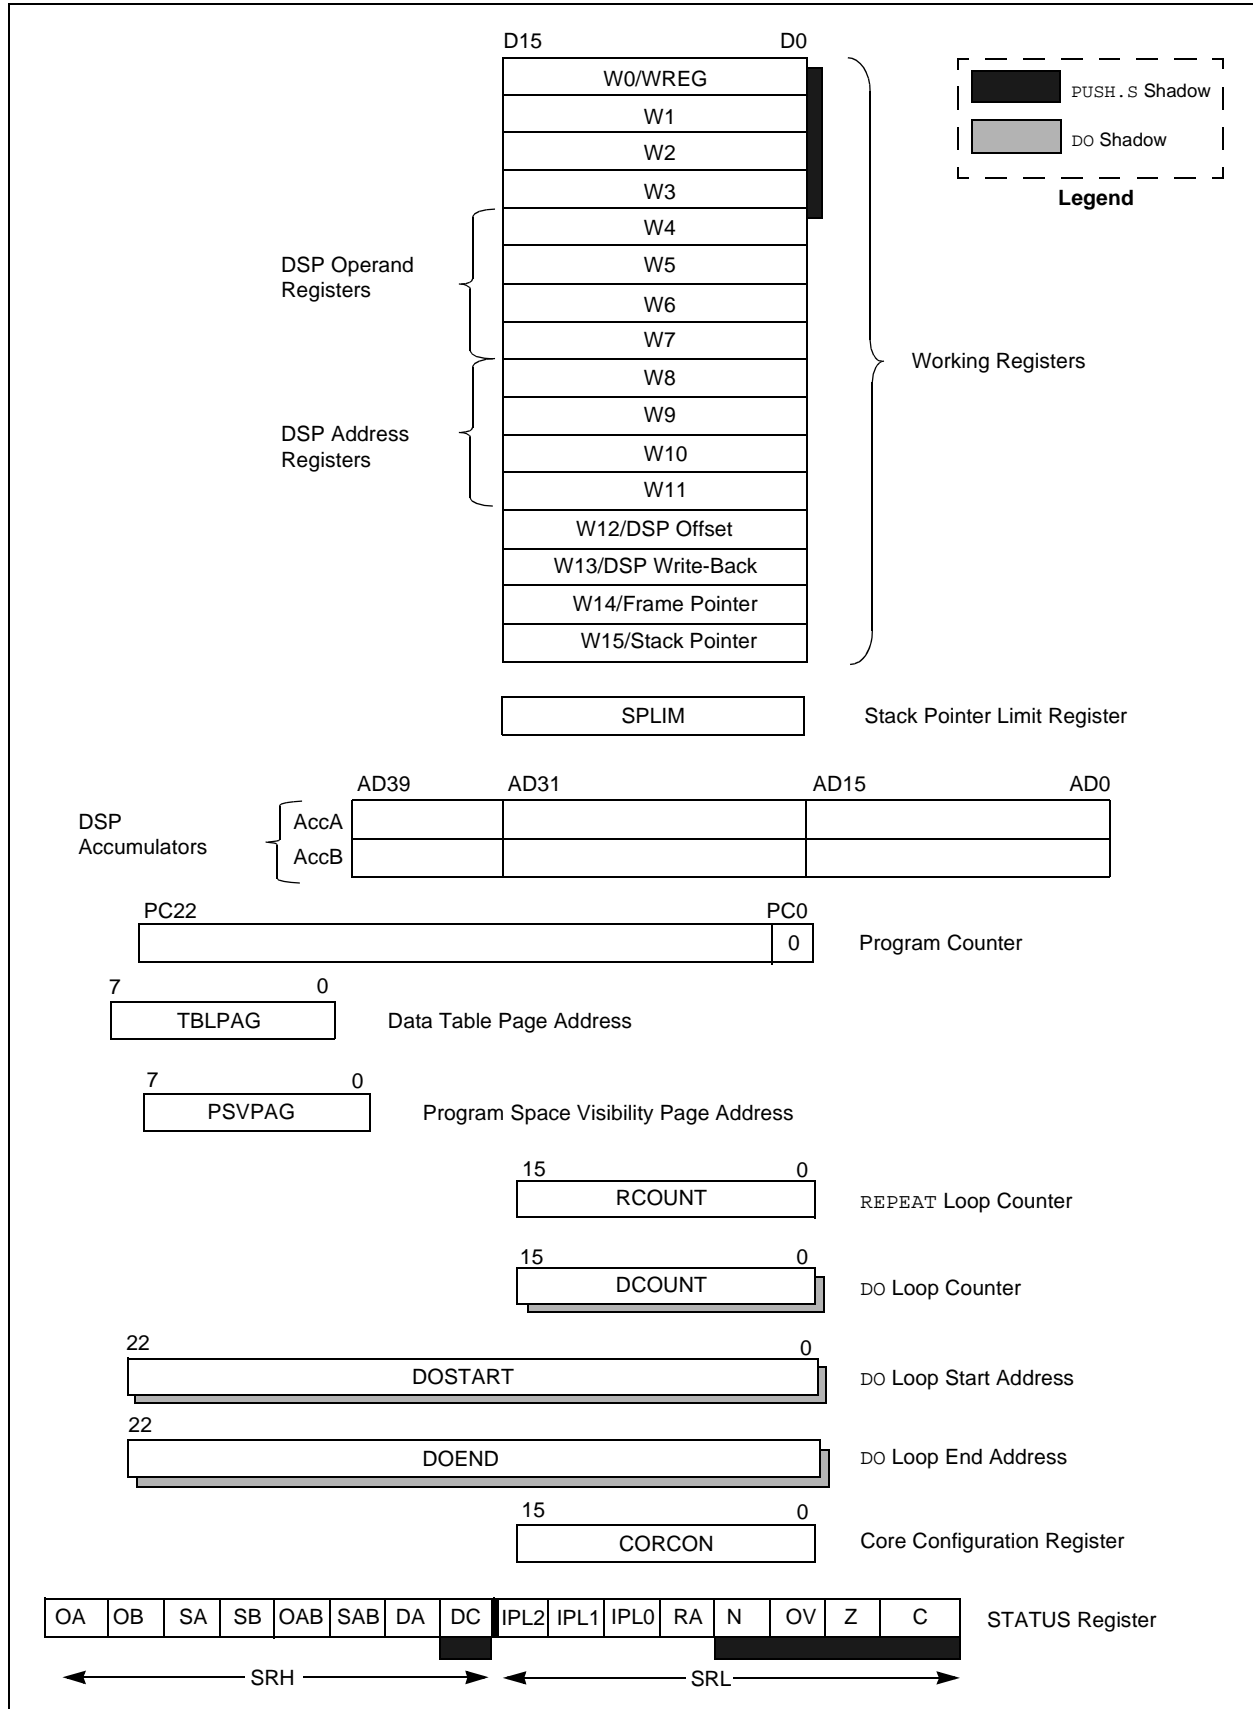 D15 D0
W0/WREG
W1
W2
W3
W4
W5
W6
W7
W8
W9
W10
W11
W12/DSP Offset
W13/DSP Write-Back
W14/Frame Pointer
W15/Stack Pointer
PUSH.S Shadow
DO Shadow
Legend
DSP Operand
Registers
DSP Address
Registers
Working Registers
SPLIM
Stack Pointer Limit Register
AD39 AD31 AD15 AD0
DSP
Accumulators
AccA
AccB
PC22 PC0
0
Program Counter
7 0
TBLPAG
Data Table Page Address
7 0
PSVPAG
Program Space Visibility Page Address
15 0
RCOUNT
REPEAT Loop Counter
15 0
DCOUNT
DO Loop Counter
22 0
DOSTART
DO Loop Start Address
22
DOEND
DO Loop End Address
15 0
CORCON
Core Configuration Register
OA OB SA SB OAB SAB DA DC IPL2 IPL1 IPL0 RA N OV Z C
STATUS Register
SRH SRL